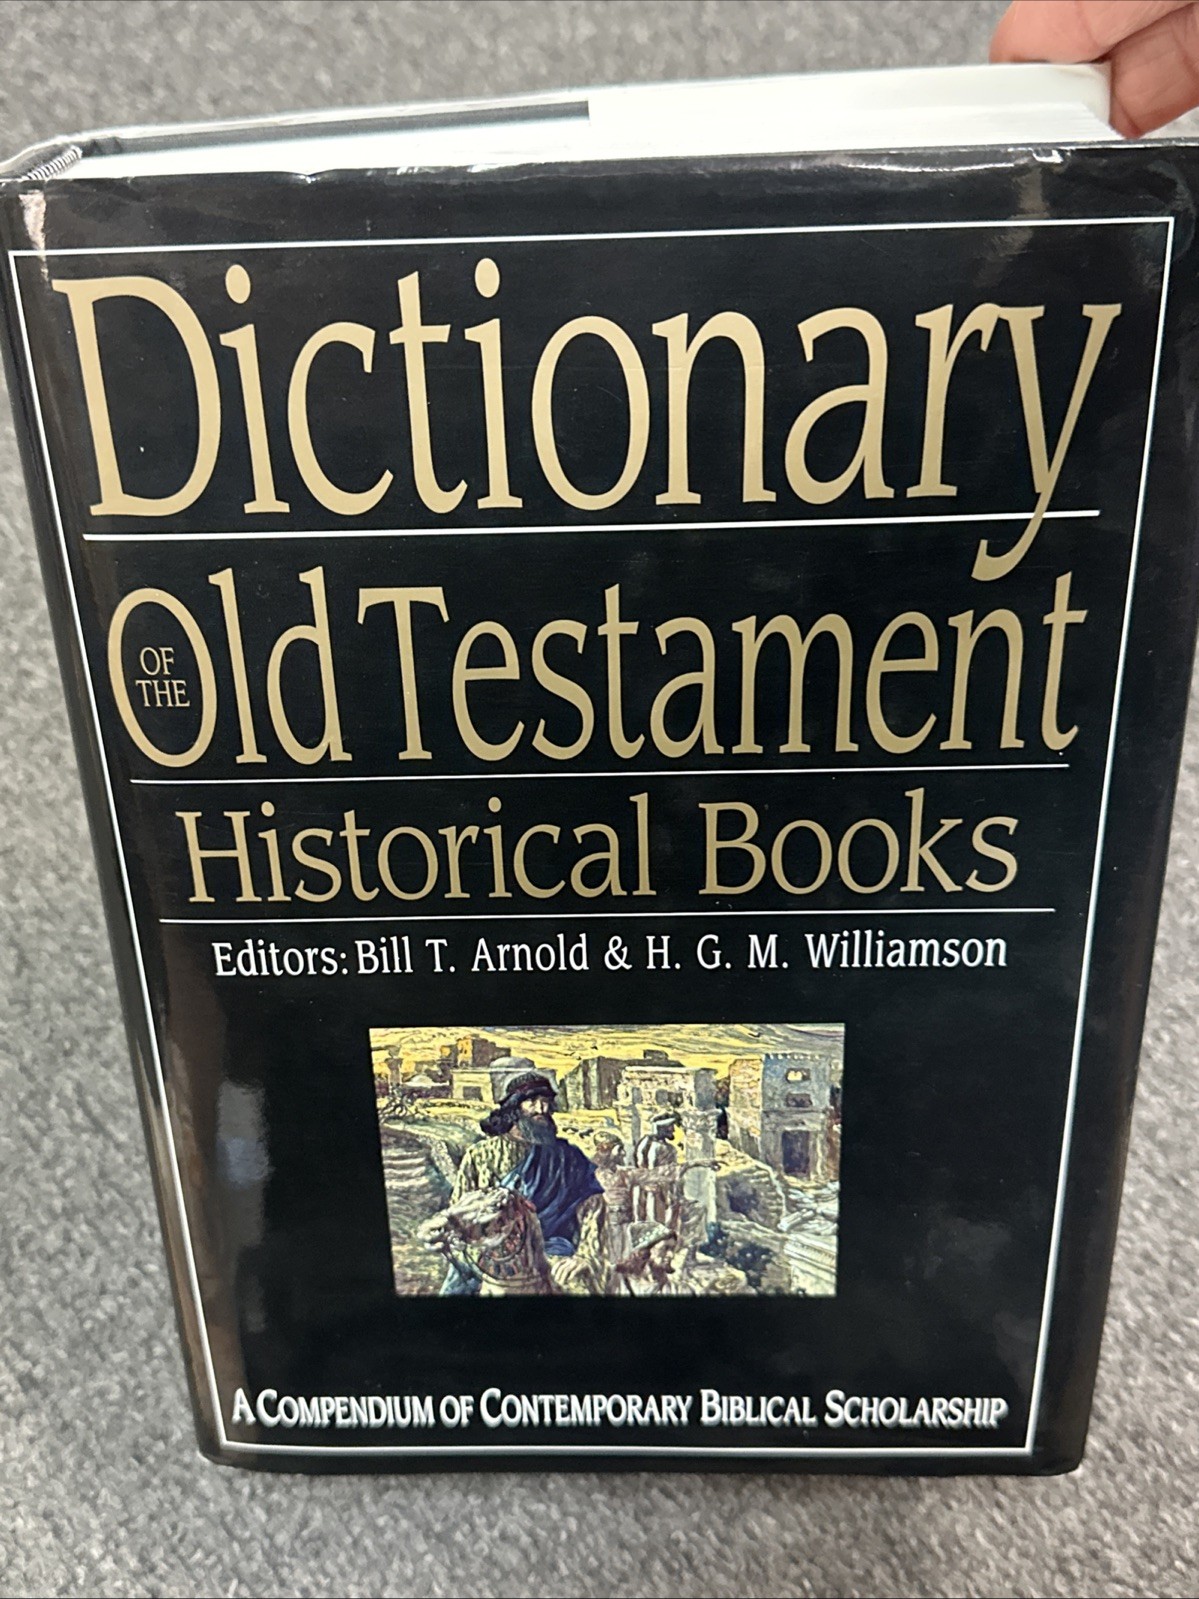 Dictionary
OF THE
Old Testament
Historical Books
Editors: Bill T. Arnold & H. G. M. Williamson
A COMPENDIUM OF CONTEMPORARY BIBLICAL SCHOLARSHIP